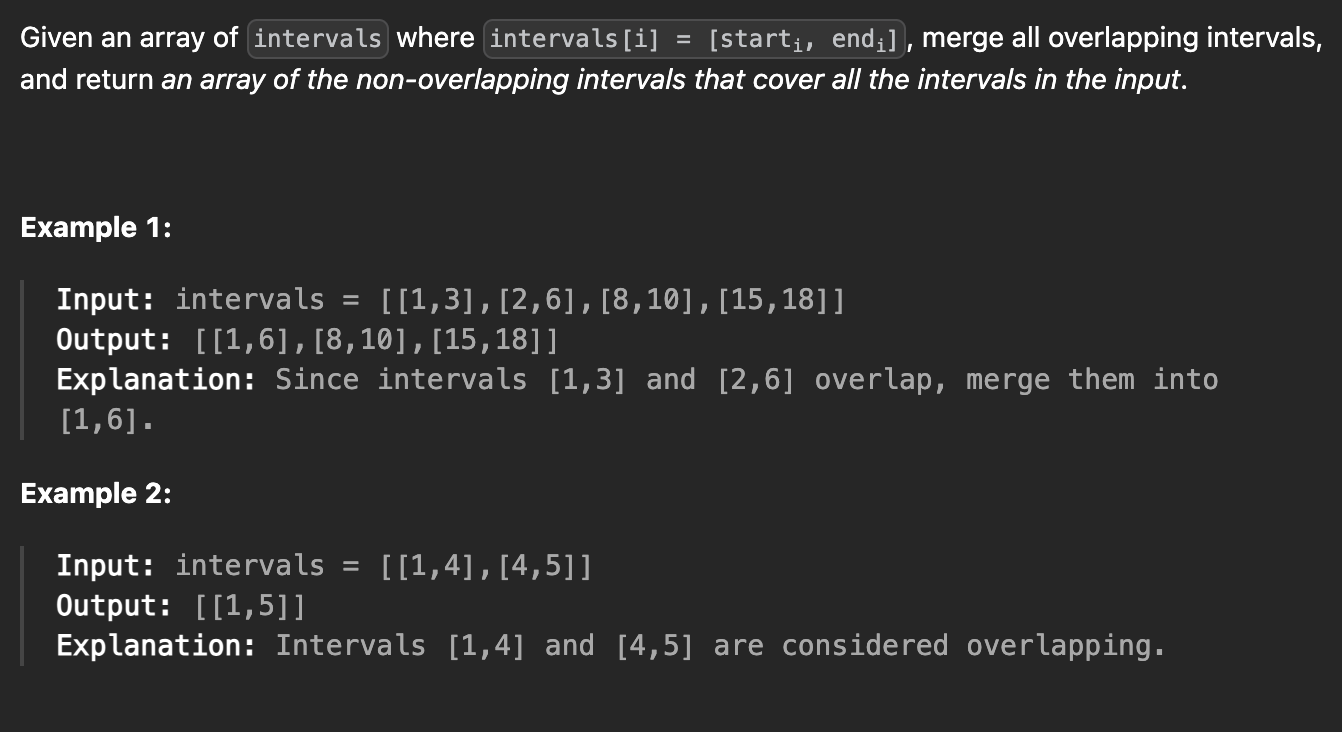 Given an array of intervals where intervals[i] = [startᵢ, endᵢ], merge all overlapping intervals,
and return an array of the non-overlapping intervals that cover all the intervals in the input.
Example 1:
Input: intervals = [[1,3],[2,6],[8,10],[15,18]]
Output: [[1,6],[8,10],[15,18]]
Explanation: Since intervals [1,3] and [2,6] overlap, merge them into
[1,6].
Example 2:
Input: intervals = [[1,4],[4,5]]
Output: [[1,5]]
Explanation: Intervals [1,4] and [4,5] are considered overlapping.